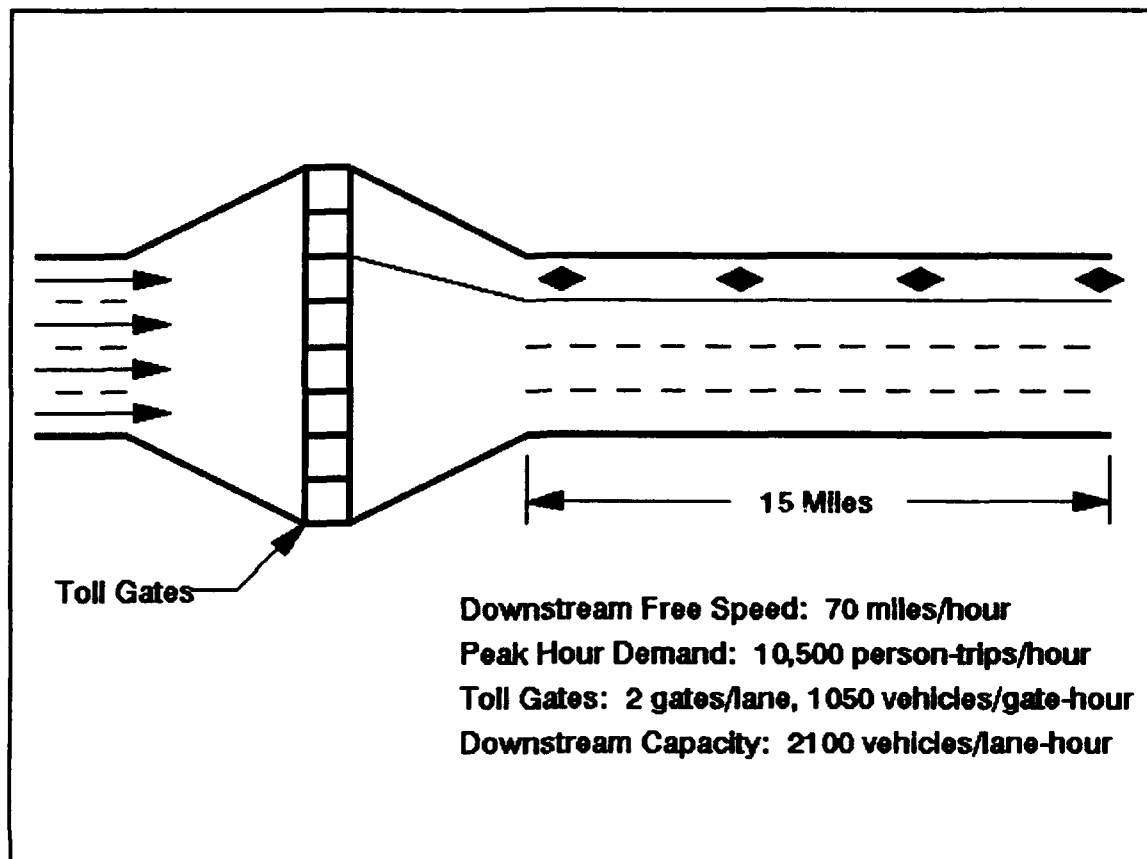 15 Miles
Toll Gates
Downstream Free Speed: 70 miles/hour
Peak Hour Demand: 10,500 person-trips/hour
Toll Gates: 2 gates/lane, 1050 vehicles/gate-hour
Downstream Capacity: 2100 vehicles/lane-hour